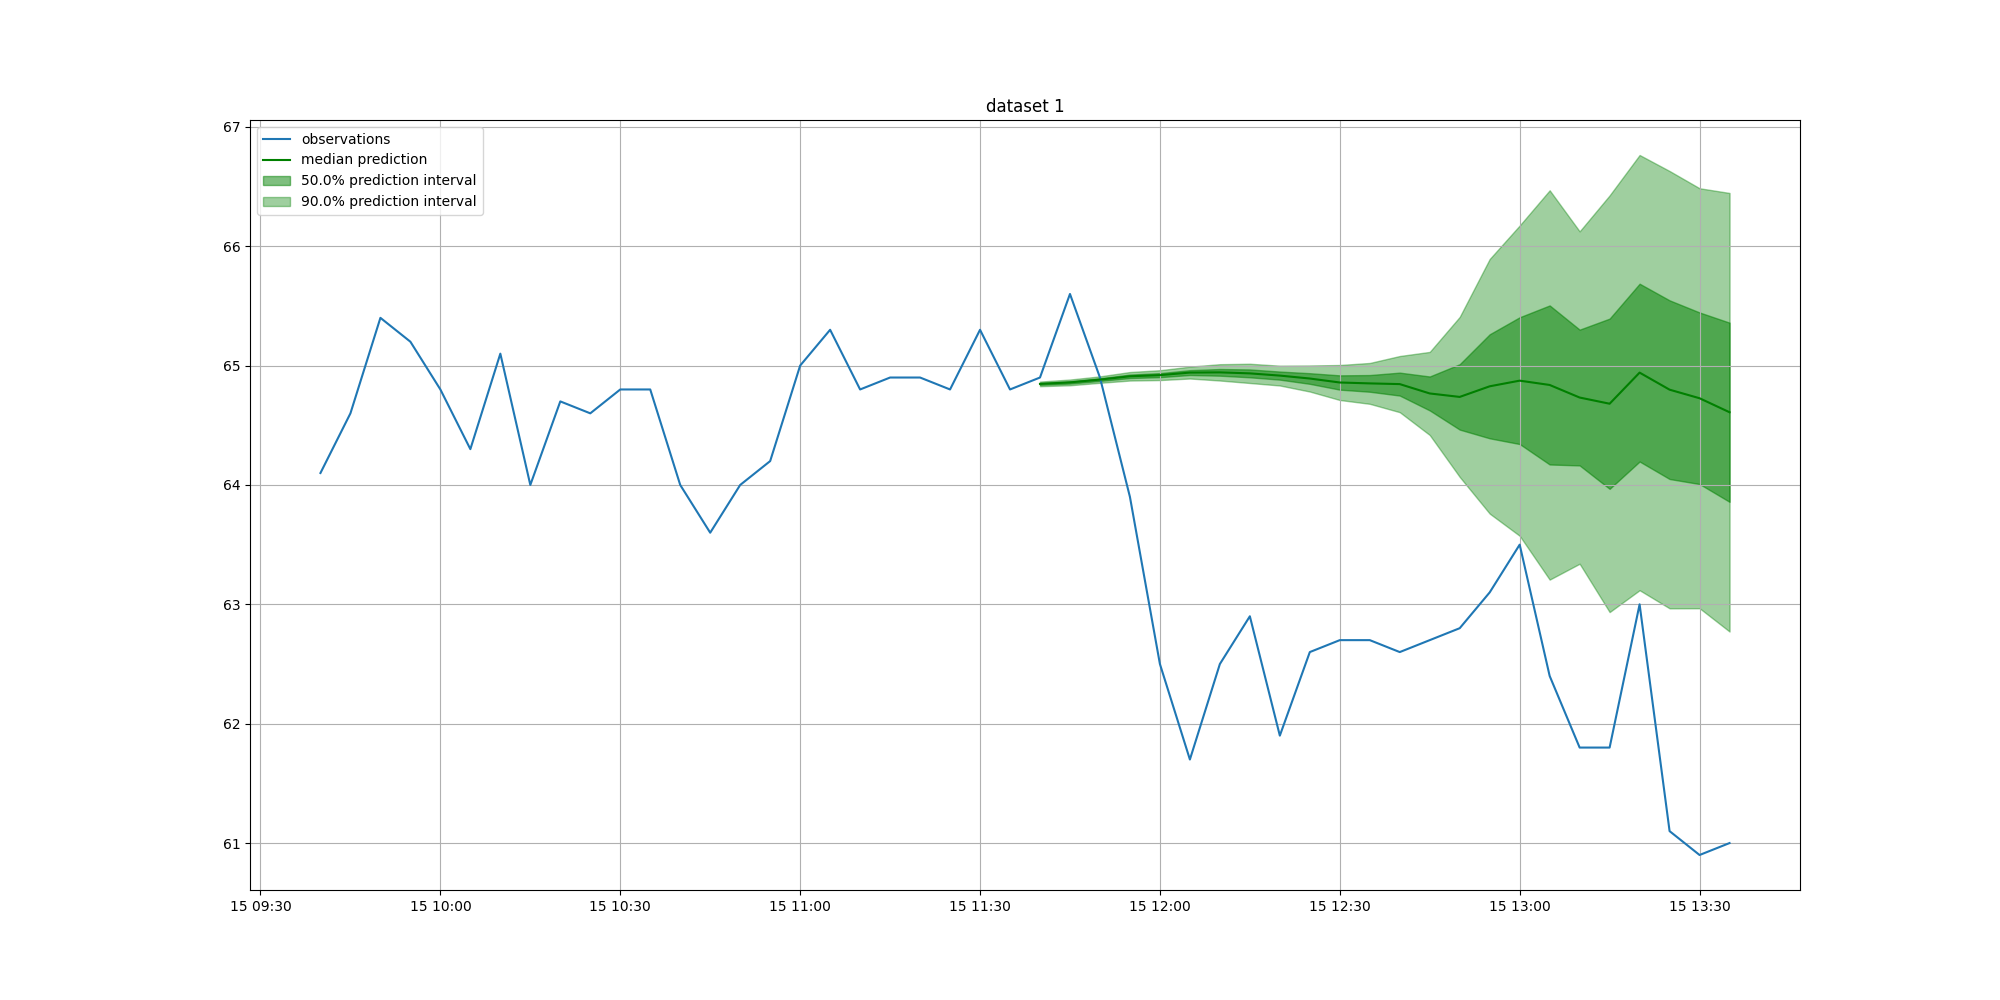 dataset 1
67
66
65
64
63
62
61
observations
median prediction
50.0% prediction interval
90.0% prediction interval
15 09:30 15 10:00 15 10:30 15 11:00 15 11:30 15 12:00 15 12:30 15 13:00 15 13:30